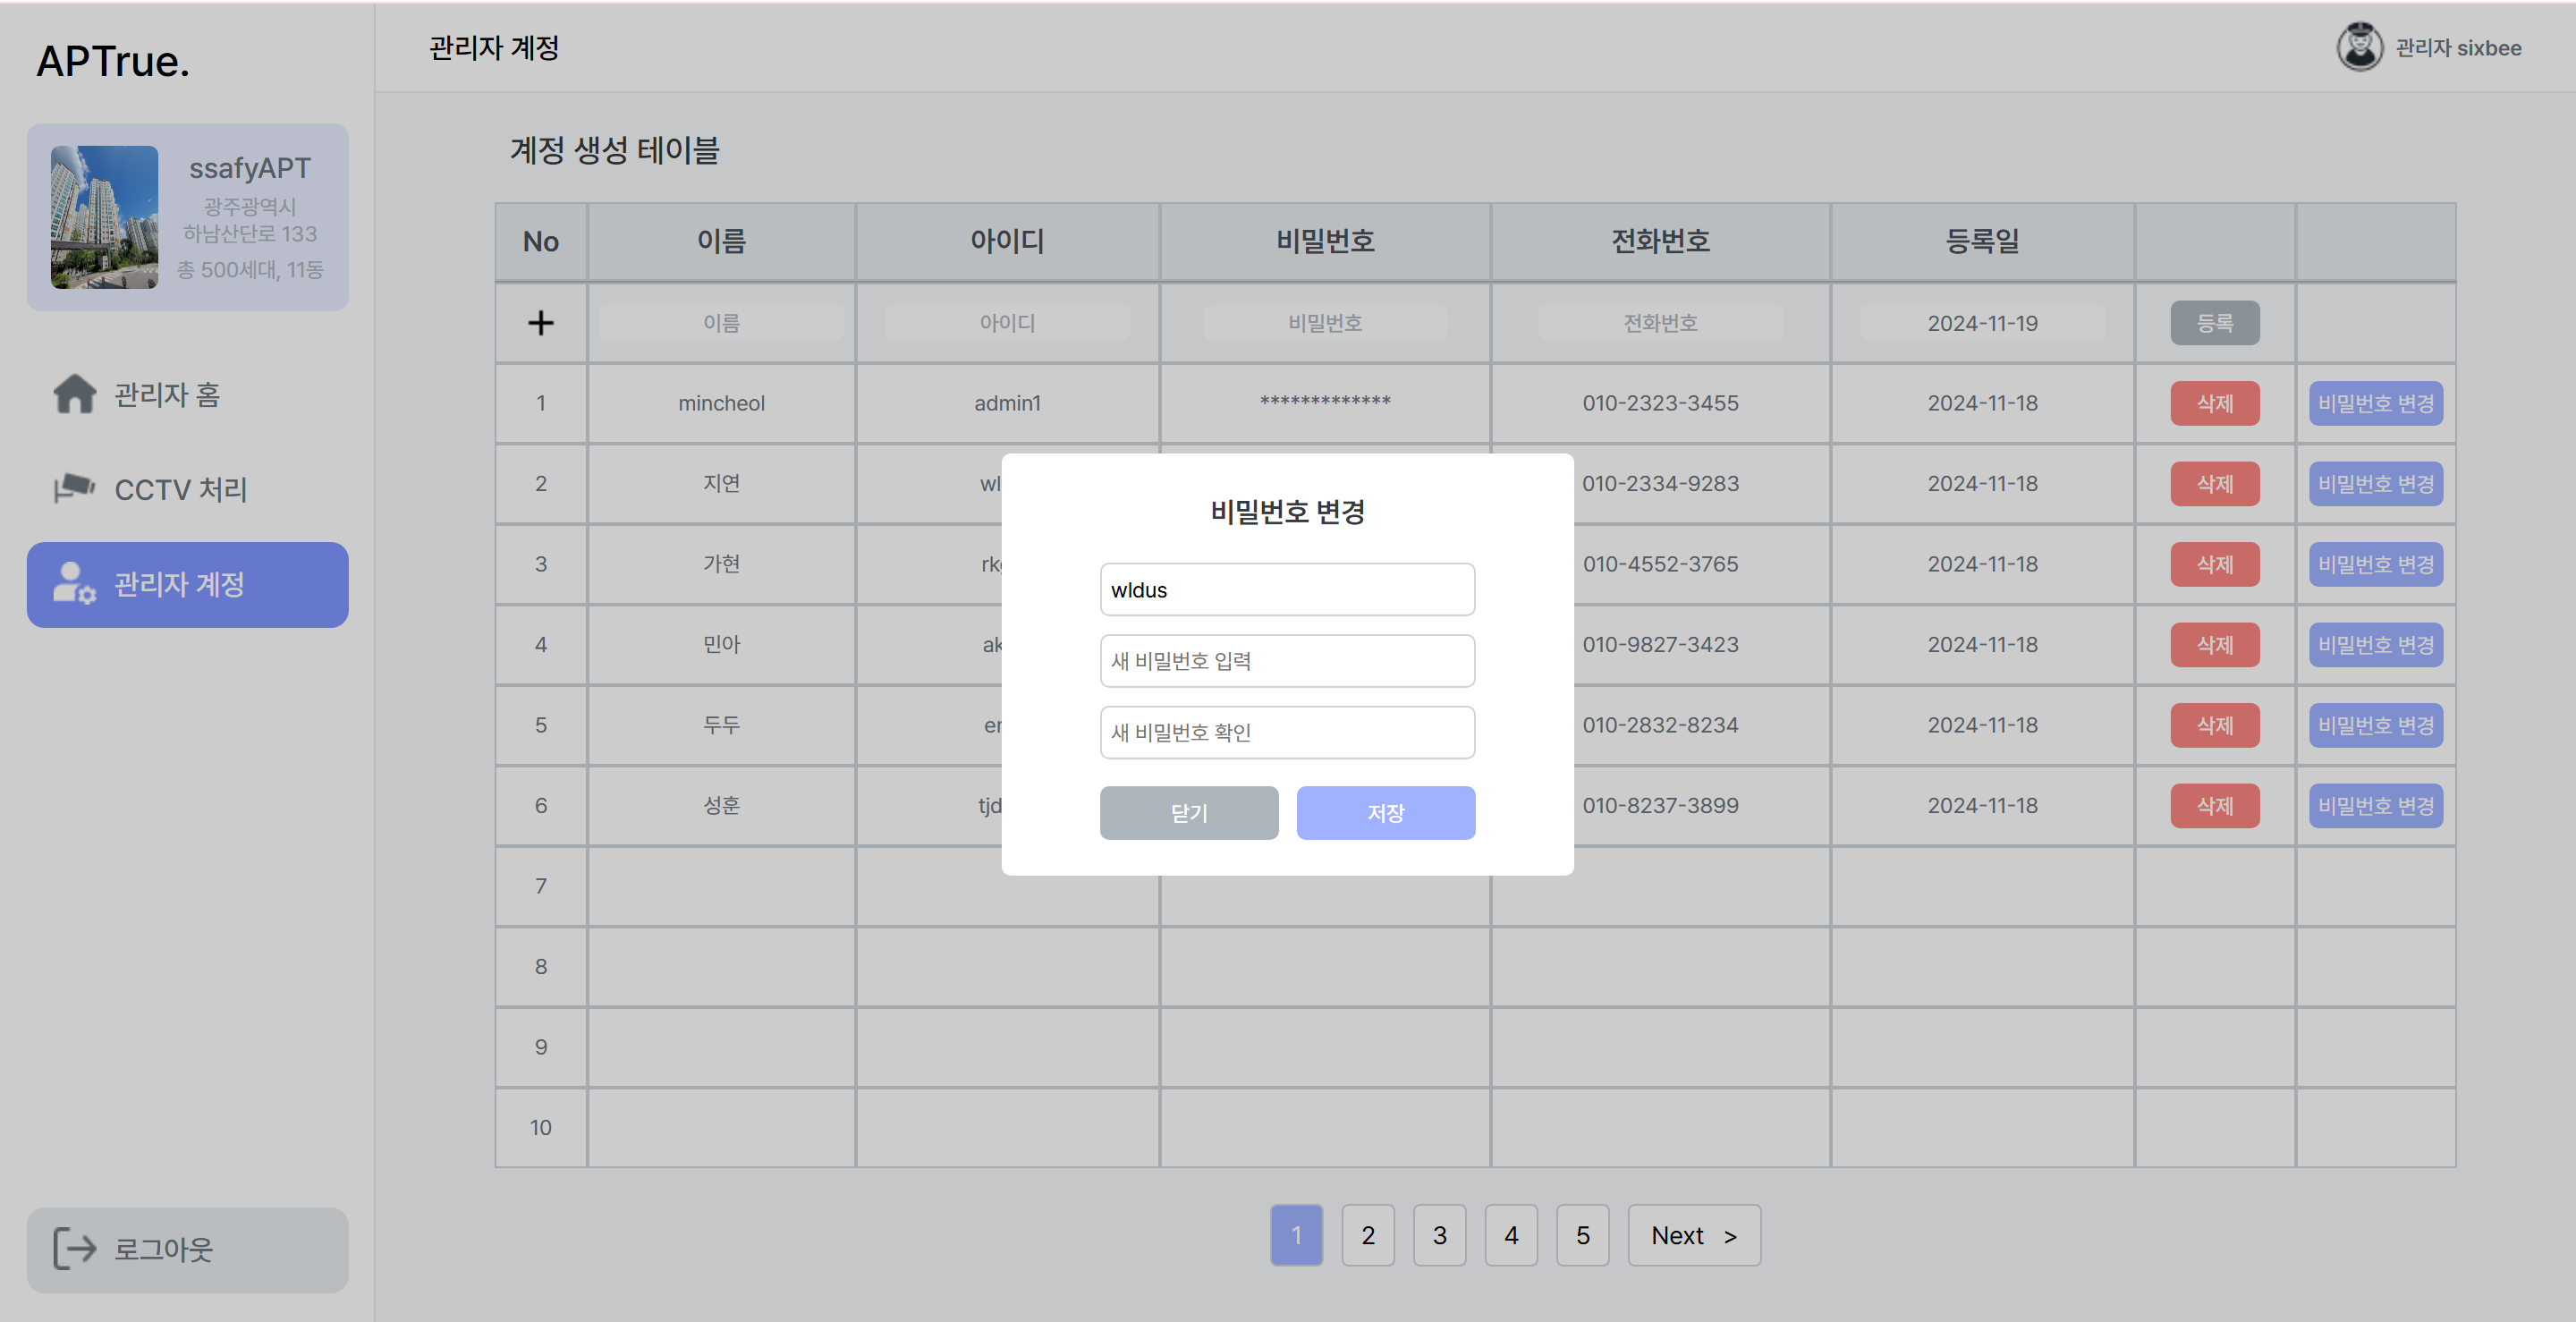 APTrue.
관리자 계정
관리자 sixbee
ssafyAPT
광주광역시
하남산단로 133
총 500세대, 11동
관리자 홈
CCTV 처리
관리자 계정
로그아웃
계정 생성 테이블
No 이름 아이디 비밀번호 전화번호 등록일
+ 이름 아이디 비밀번호 전화번호 2024-11-19 등록
1 mincheol admin1 ************* 010-2323-3455 2024-11-18 삭제 비밀번호 변경
2 지연 010-2334-9283 2024-11-18 삭제 비밀번호 변경
3 가현 010-4552-3765 2024-11-18 삭제 비밀번호 변경
4 민아 010-9827-3423 2024-11-18 삭제 비밀번호 변경
5 두두 010-2832-8234 2024-11-18 삭제 비밀번호 변경
6 성훈 010-8237-3899 2024-11-18 삭제 비밀번호 변경
7
8
9
10
비밀번호 변경
wldus
새 비밀번호 입력
새 비밀번호 확인
닫기 저장
1 2 3 4 5 Next >